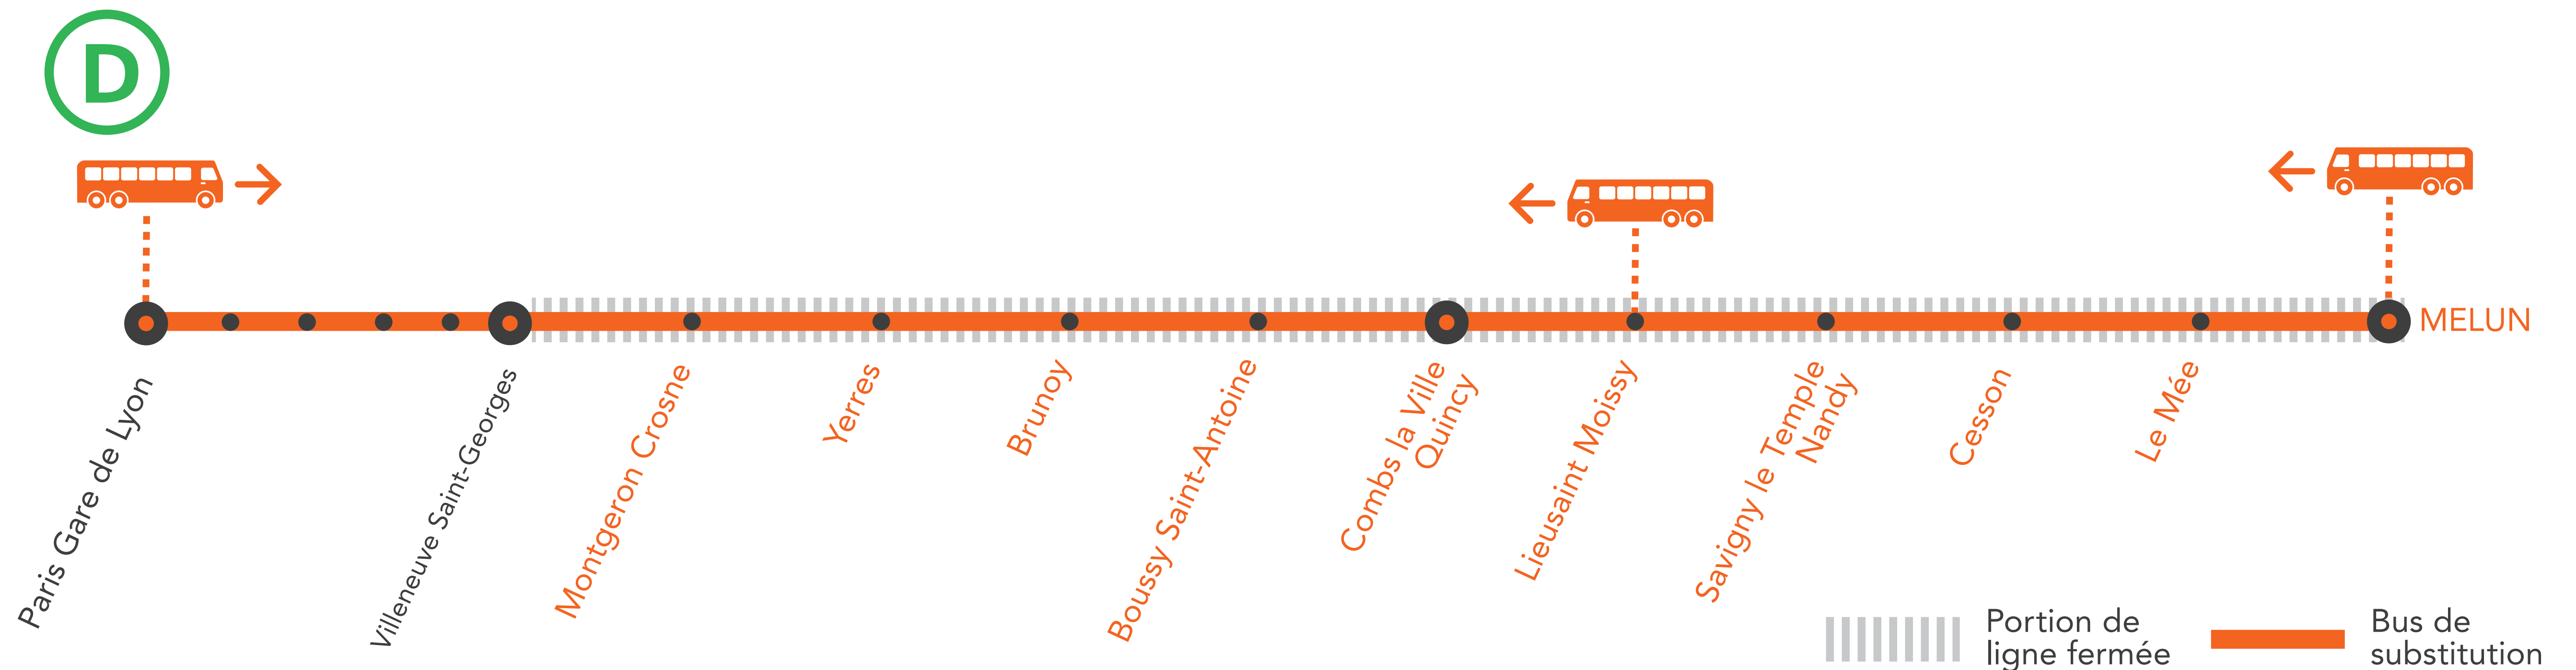 D
MELUN
Paris Gare de Lyon
Villeneuve Saint-Georges
Montgeron Crosne
Yerres
Brunoy
Boussy Saint-Antoine
Combs la Ville
Quincy
Lieusaint Moissy
Savigny le Temple
Nandy
Cesson
Le Mée
Portion de
ligne fermée
Bus de
substitution